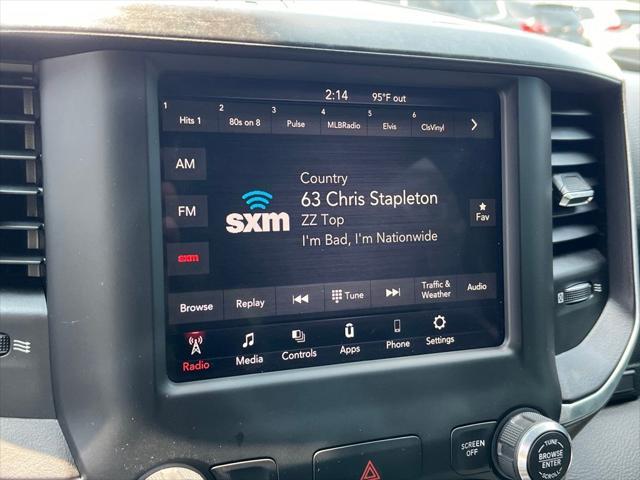 2:14 95°F out
1 Hits 1 2 80s on 8 3 Pulse 4 MLBRadio 5 Elvis 6 ClsVinyl
AM
FM
sxm
sxm
Country
63 Chris Stapleton
ZZ Top
I'm Bad, I'm Nationwide
Fav
Browse Replay Tune Traffic & Weather Audio
Radio Media Controls Apps Phone Settings
SCREEN
OFF
TUNE
BROWSE
ENTER
SCROLL